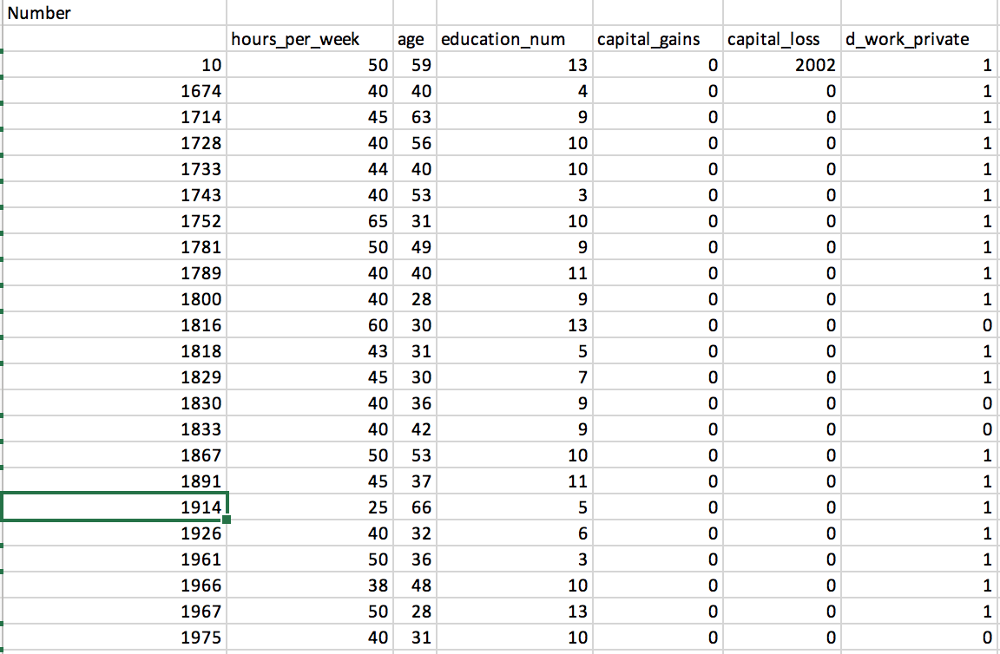 Number
hours_per_week age education_num capital_gains capital_loss d_work_private
10 50 59 13 0 2002 1
1674 40 40 4 0 0 1
1714 45 63 9 0 0 1
1728 40 56 10 0 0 1
1733 44 40 10 0 0 1
1743 40 53 3 0 0 1
1752 65 31 10 0 0 1
1781 50 49 9 0 0 1
1789 40 40 11 0 0 1
1800 40 28 9 0 0 1
1816 60 30 13 0 0 0
1818 43 31 5 0 0 1
1829 45 30 7 0 0 1
1830 40 36 9 0 0 0
1833 40 42 9 0 0 0
1867 50 53 10 0 0 1
1891 45 37 11 0 0 1
1914 25 66 5 0 0 1
1926 40 32 6 0 0 1
1961 50 36 3 0 0 1
1966 38 48 10 0 0 1
1967 50 28 13 0 0 1
1975 40 31 10 0 0 0